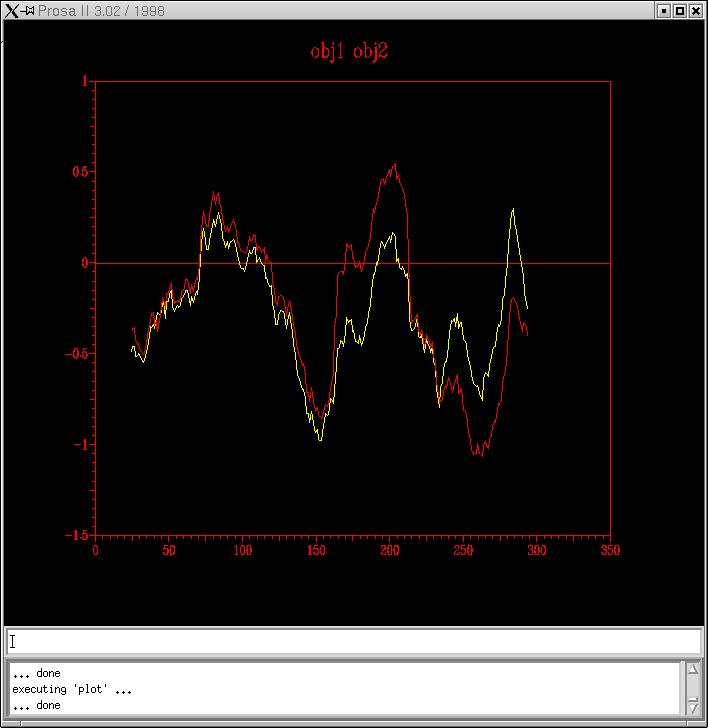 Prosa II 3.02 / 1998
obj1 obj2
1
0.5
0
-0.5
-1
-1.5
0 50 100 150 200 250 300 350
... done
executing 'plot' ...
... done